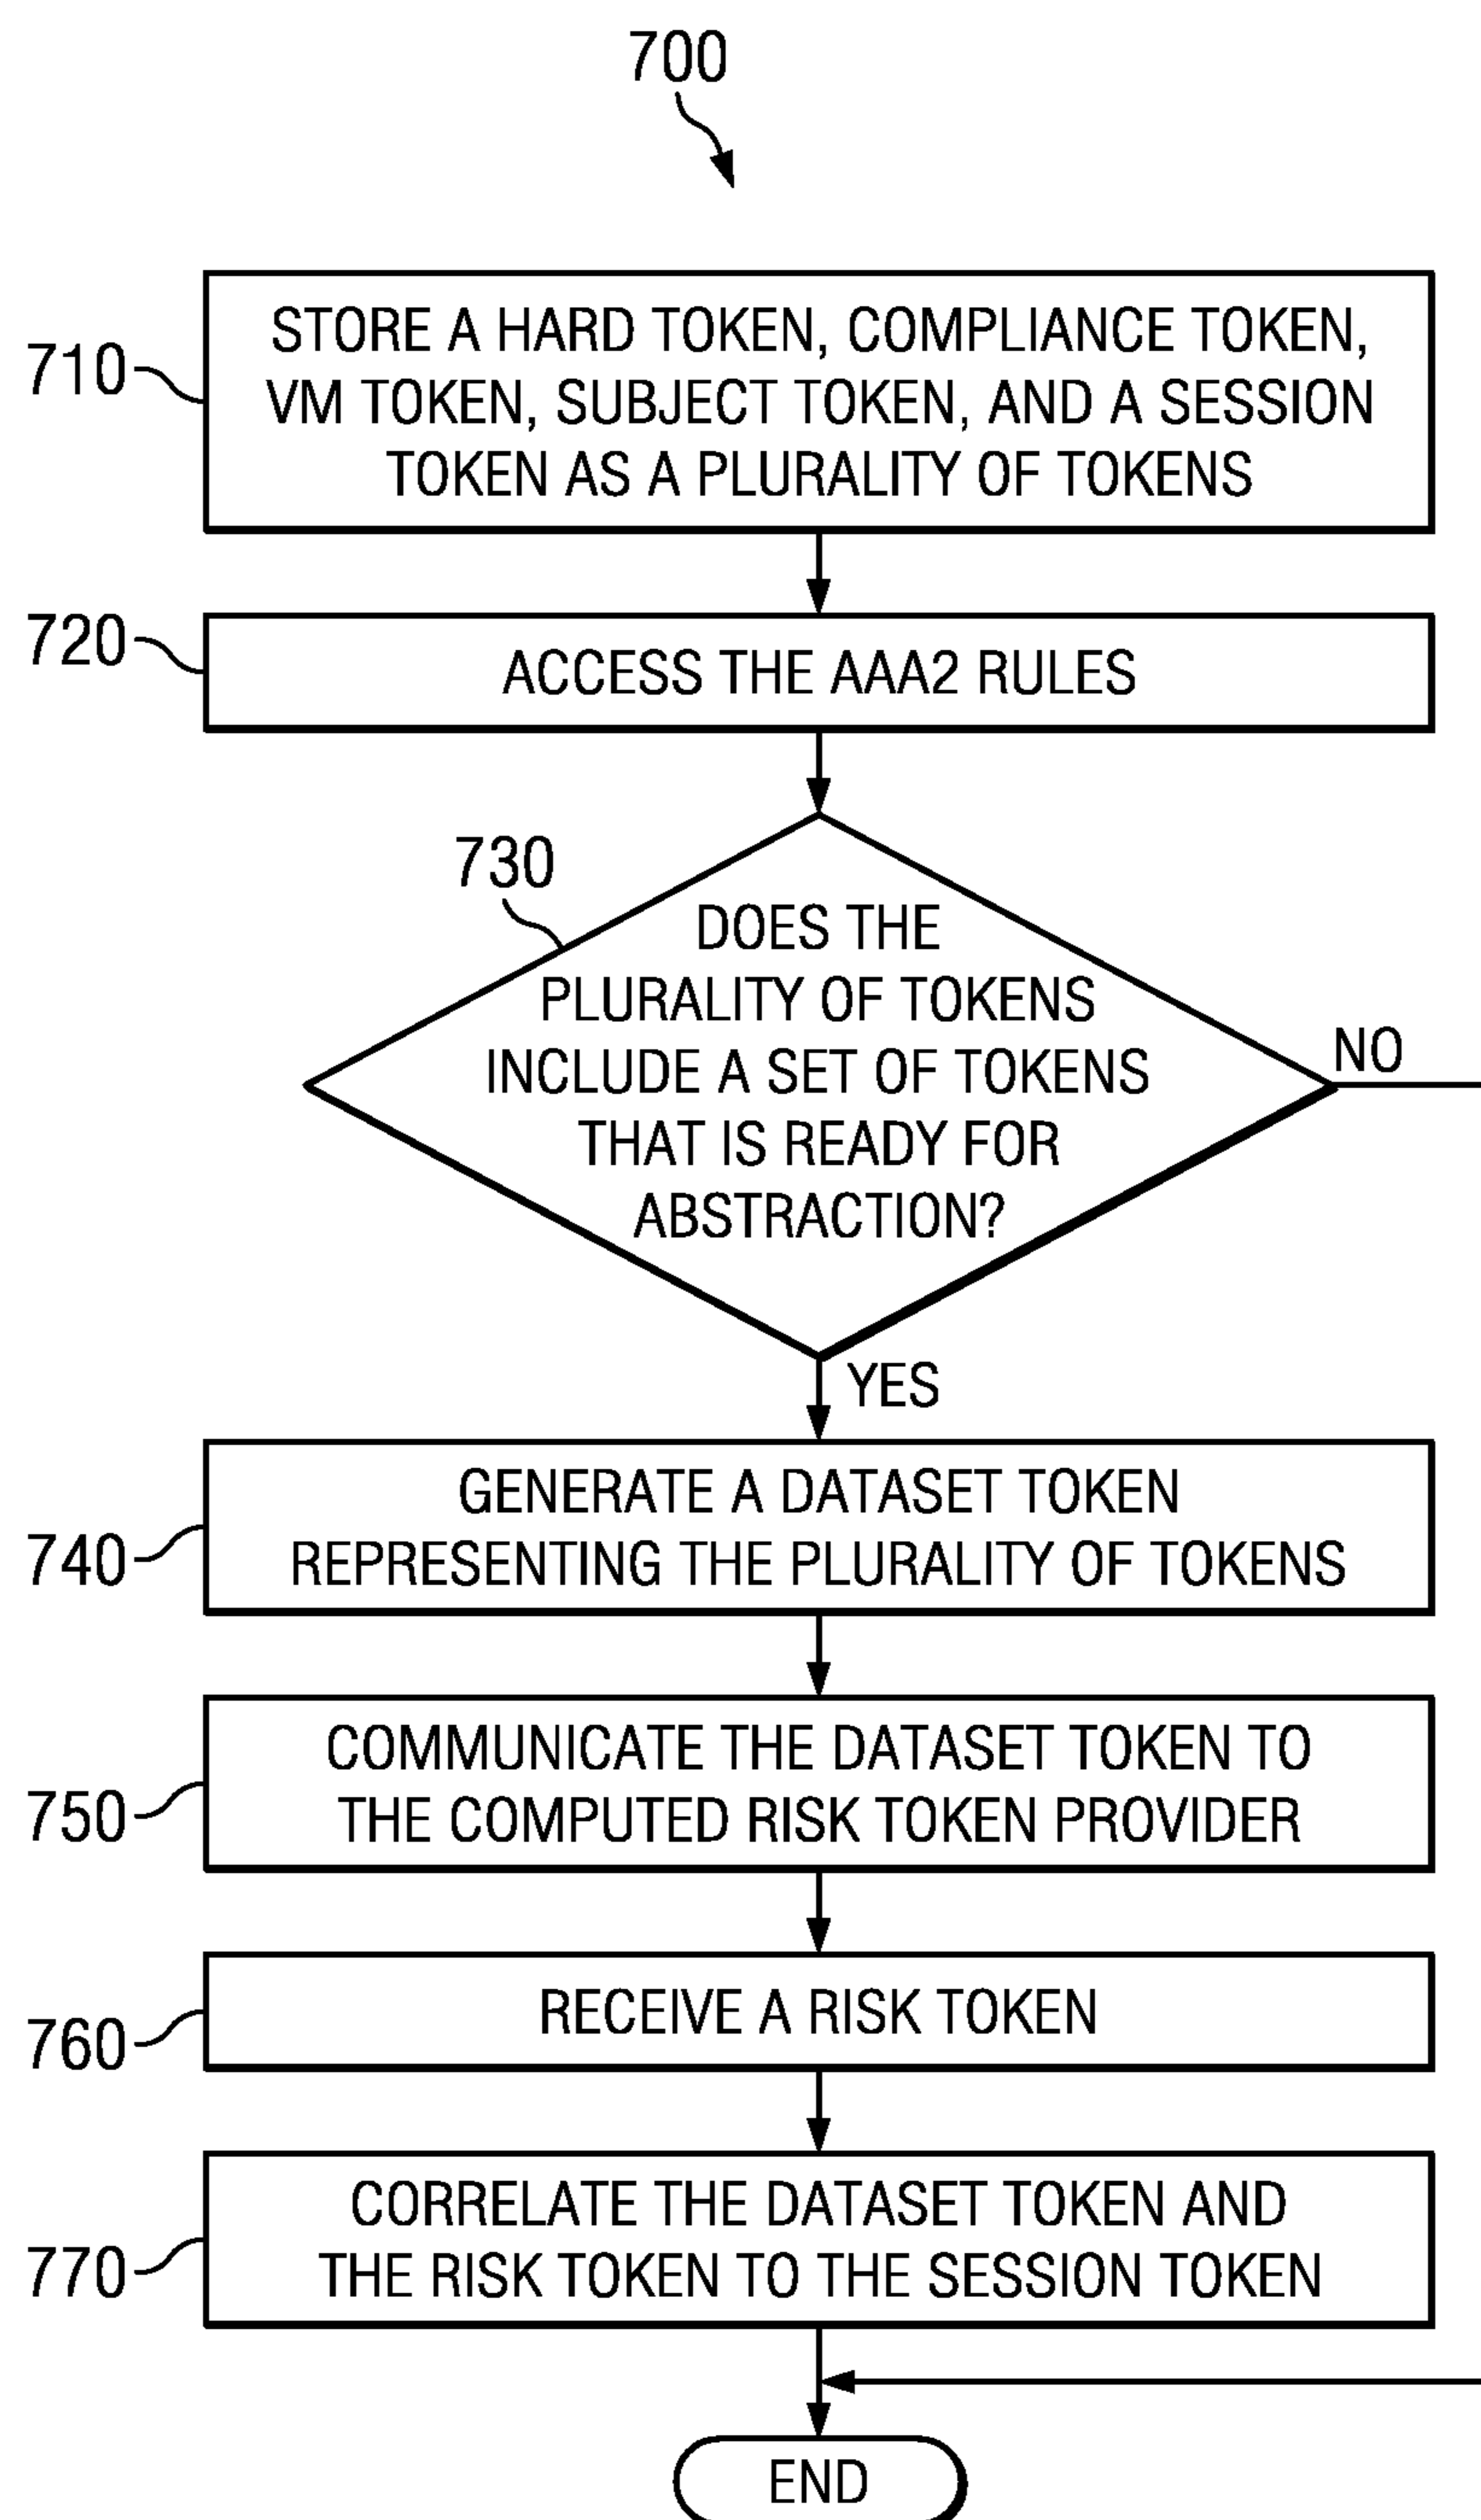 700
710
STORE A HARD TOKEN, COMPLIANCE TOKEN,
VM TOKEN, SUBJECT TOKEN, AND A SESSION
TOKEN AS A PLURALITY OF TOKENS
720
ACCESS THE AAA2 RULES
730
DOES THE
PLURALITY OF TOKENS
INCLUDE A SET OF TOKENS
THAT IS READY FOR
ABSTRACTION?
NO
YES
740
GENERATE A DATASET TOKEN
REPRESENTING THE PLURALITY OF TOKENS
750
COMMUNICATE THE DATASET TOKEN TO
THE COMPUTED RISK TOKEN PROVIDER
760
RECEIVE A RISK TOKEN
770
CORRELATE THE DATASET TOKEN AND
THE RISK TOKEN TO THE SESSION TOKEN
END